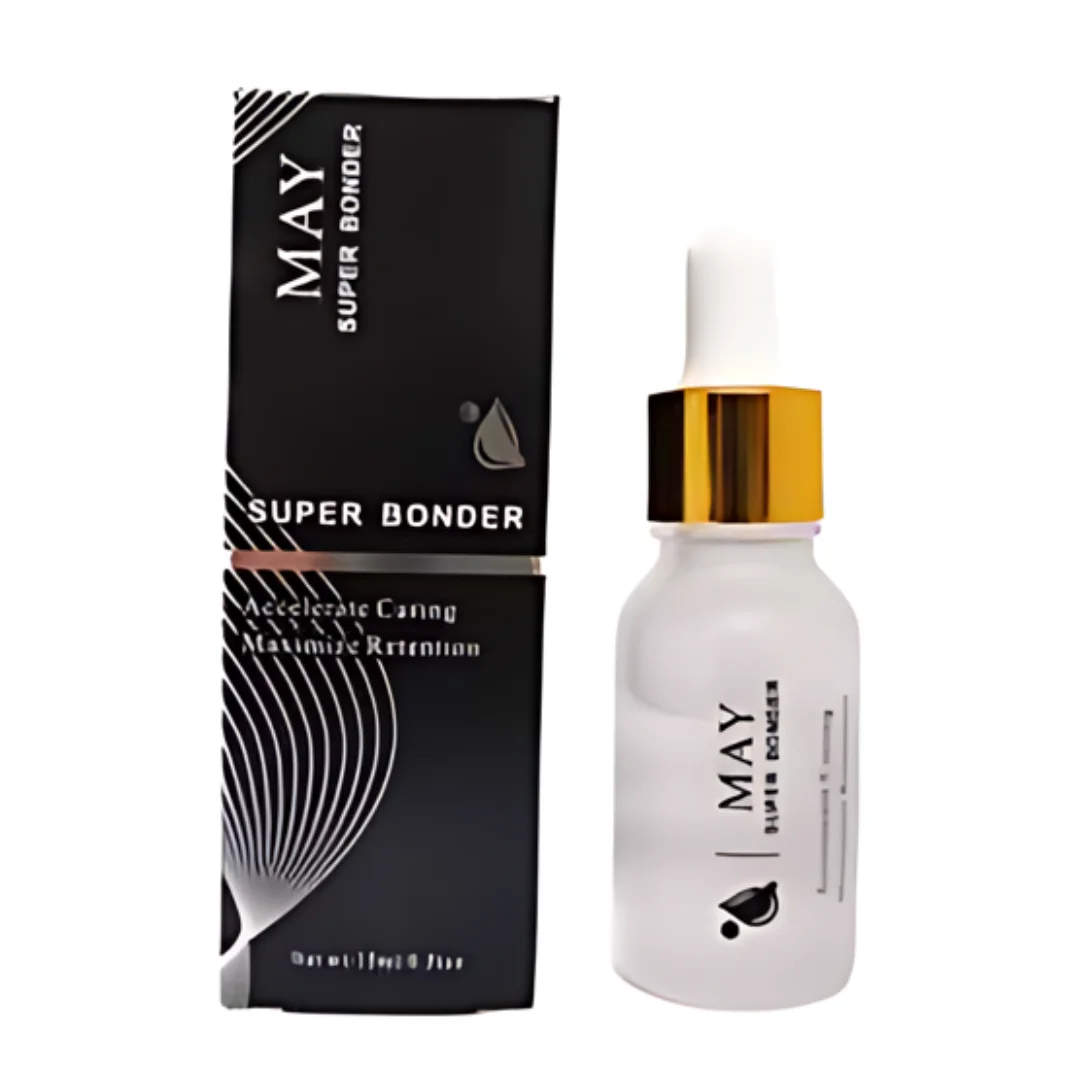 MAY
SUPER BONDER
SUPER BONDER
Accelerate Curing
Maximize Retention
MAY
SUPER BONDER